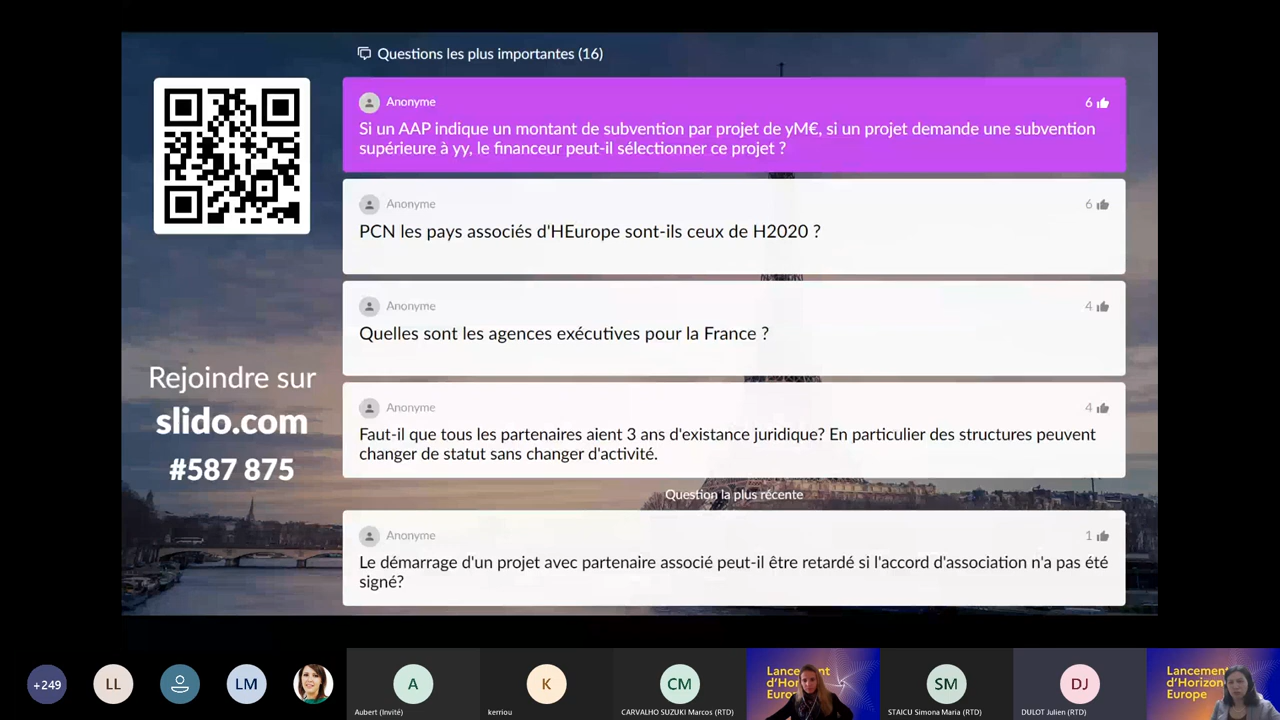 Questions les plus importantes (16)
Anonyme
6
Si un AAP indique un montant de subvention par projet de yM€, si un projet demande une subvention
supérieure à yy, le financeur peut-il sélectionner ce projet ?
Anonyme
6
PCN les pays associés d'HEurope sont-ils ceux de H2020 ?
Anonyme
4
Quelles sont les agences exécutives pour la France ?
Anonyme
4
Faut-il que tous les partenaires aient 3 ans d'existance juridique? En particulier des structures peuvent
changer de statut sans changer d'activité.
Question la plus récente
Anonyme
1
Le démarrage d'un projet avec partenaire associé peut-il être retardé si l'accord d'association n'a pas été
signé?
Rejoindre sur
slido.com
#587 875
+249
LL
LM
A
Aubert (Invité)
K
kerriou
CM
CARVALHO SUZUKI Marcos (RTD)
Lancement
d'Horizon
Europe
SM
STAICU Simona Maria (RTD)
DJ
DULOT Julien (RTD)
Lancement
d'Horizon
Europe